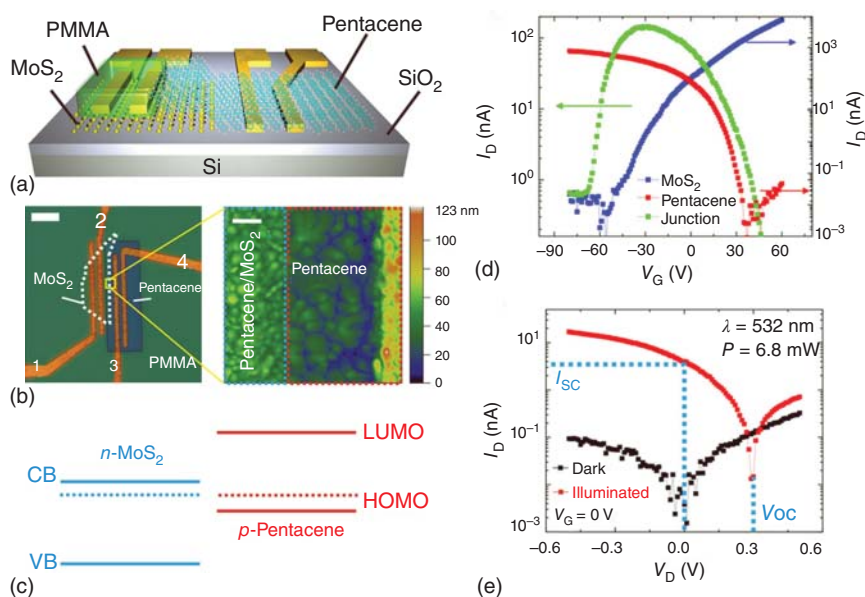 PMMA
Pentacene
MoS2
SiO2
Si
(a)
2
4
MoS2
Pentacene
1
3
PMMA
Pentacene/MoS2
Pentacene
123 nm
100
80
60
40
20
0
(b)
n-MoS2
CB
VB
LUMO
HOMO
p-Pentacene
(c)
ID (nA)
10^2
10^1
10^0
10^3
10^1
10^-1
10^-3
ID (nA)
MoS2
Pentacene
Junction
−90 −60 −30 0 30 60 90
VG (V)
(d)
λ = 532 nm
P = 6.8 mW
ID (nA)
10^1
10^-1
10^-3
ISC
Dark
Illuminated
VG = 0 V
Voc
−0.6 −0.3 0.0 0.3 0.6
VD (V)
(e)